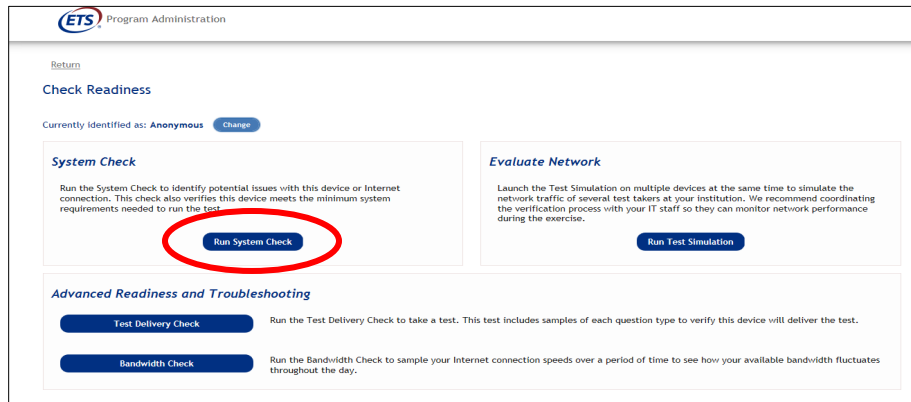 ETS Program Administration
Return
Check Readiness
Currently identified as: Anonymous Change
System Check
Run the System Check to identify potential issues with this device or Internet
connection. This check also verifies this device meets the minimum system
requirements needed to run the test.
Run System Check
Evaluate Network
Launch the Test Simulation on multiple devices at the same time to simulate the
network traffic of several test takers at your institution. We recommend coordinating
the verification process with your IT staff so they can monitor network performance
during the exercise.
Run Test Simulation
Advanced Readiness and Troubleshooting
Test Delivery Check Run the Test Delivery Check to take a test. This test includes samples of each question type to verify this device will deliver the test.
Bandwidth Check Run the Bandwidth Check to sample your Internet connection speeds over a period of time to see how your available bandwidth fluctuates
throughout the day.